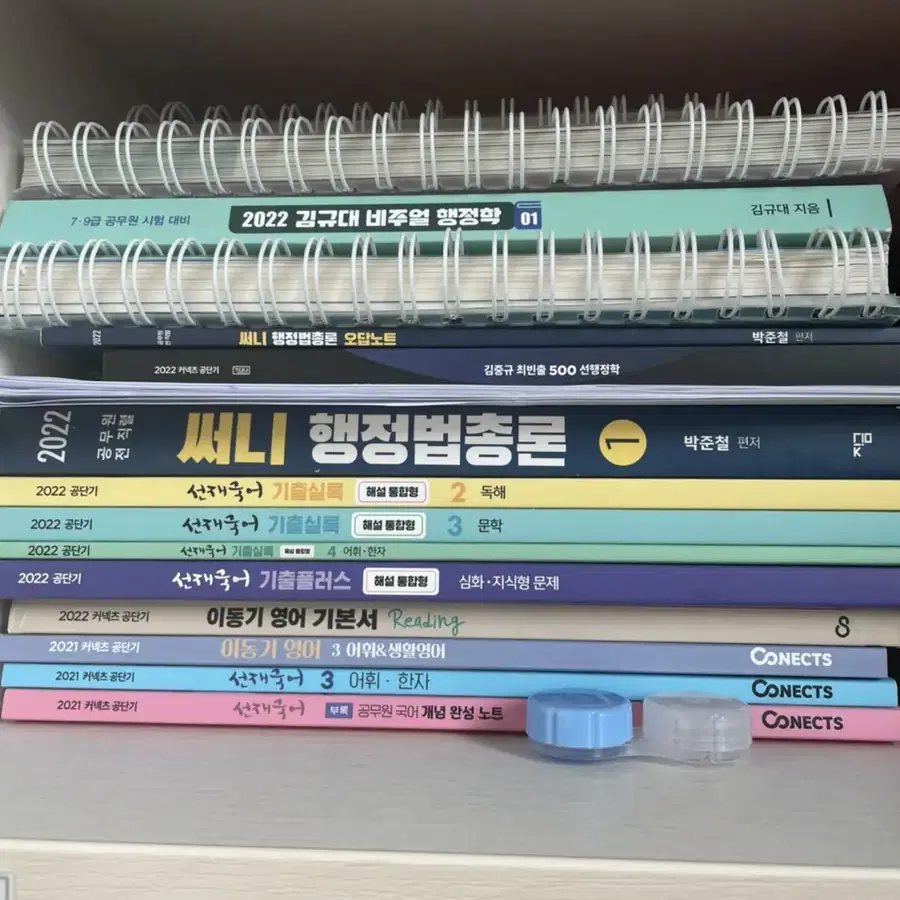 7·9급 공무원 시험 대비 2022 김규대 비주얼 행정학 01 김규대 지음
2022 써니 행정법총론 오답노트 박준철 편저
2022 커넥츠 공단기 김중규 최빈출 500 선행정학
2022 공무원 전직렬 써니 행정법총론 1 박준철 편저
2022 공단기 선재국어 기출실록 해설 통합형 2 독해
2022 공단기 선재국어 기출실록 해설 통합형 3 문학
2022 공단기 선재국어 기출실록 4 어휘·한자
2022 공단기 선재국어 기출플러스 해설 통합형 심화·지식형 문제
2022 커넥츠 공단기 이동기 영어 기본서 Reading
2021 커넥츠 공단기 이동기 영어 3 어휘&생활영어 CONECTS
2021 커넥츠 공단기 선재국어 3 어휘·한자 CONECTS
2021 커넥츠 공단기 선재국어 부록 공무원 국어 개념 완성 노트 CONECTS